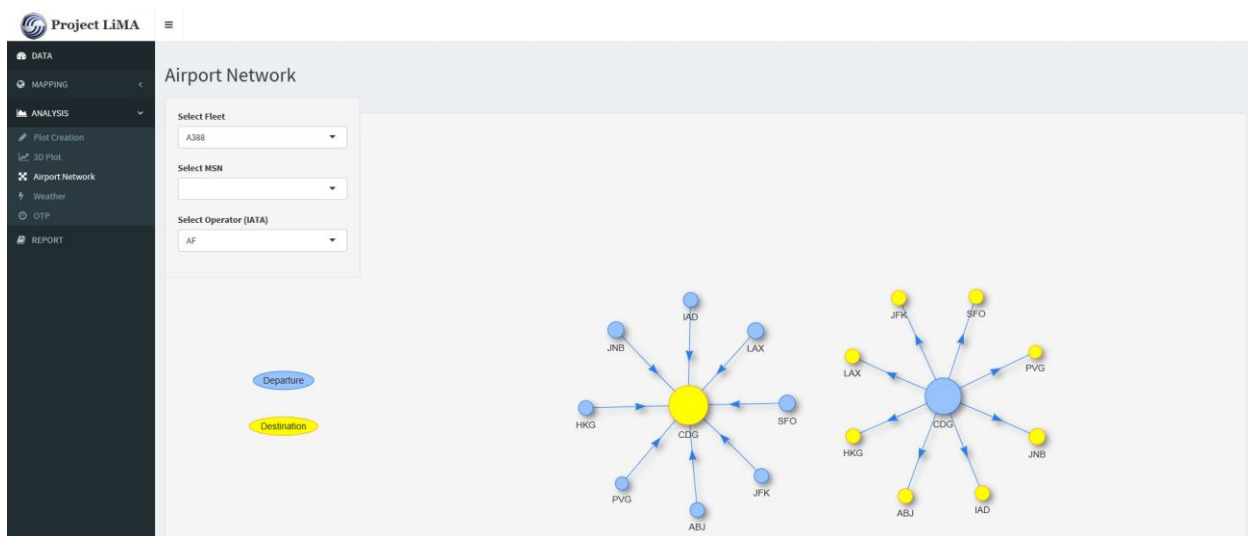 Project LiMA
DATA
MAPPING
ANALYSIS
Plot Creation
3D Plot
Airport Network
Weather
OTP
REPORT
Airport Network
Select Fleet
A388
Select MSN
Select Operator (IATA)
AF
Departure
Destination
IAD
JNB
LAX
HKG
CDG
SFO
PVG
JFK
ABJ
JFK
SFO
LAX
PVG
CDG
HKG
JNB
ABJ
IAD